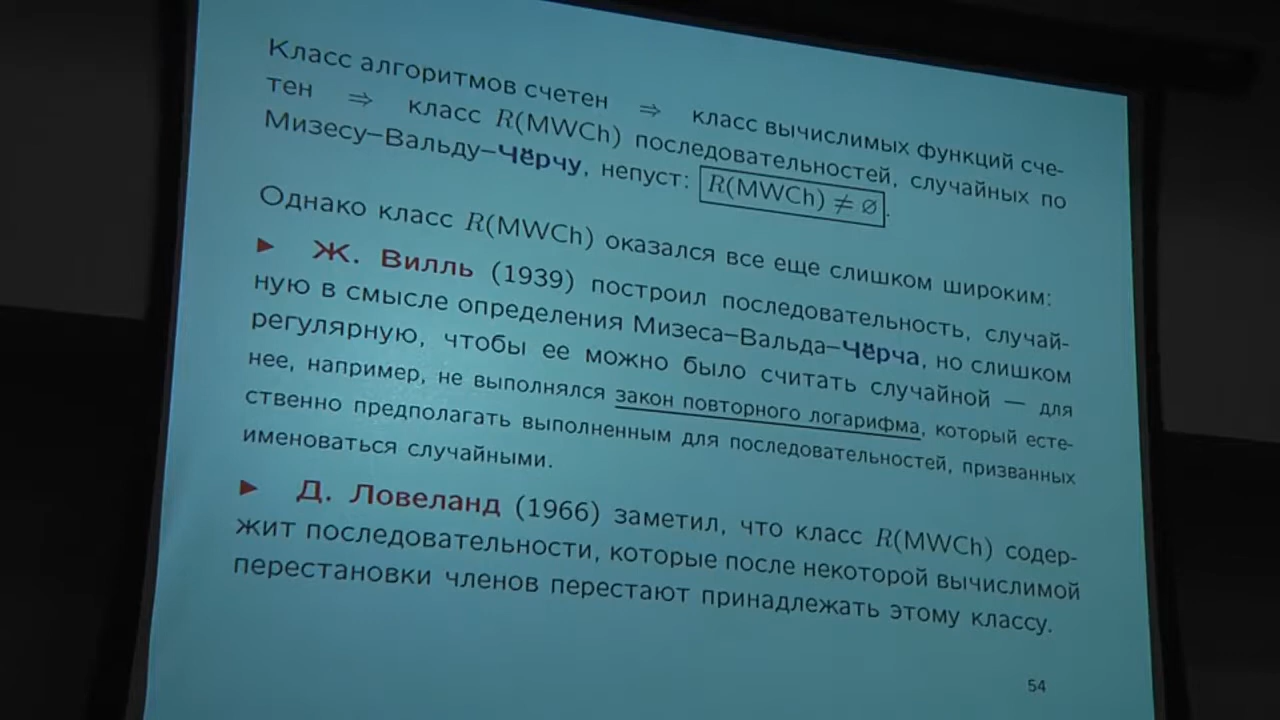 Класс алгоритмов счетен ⇒ класс вычислимых функций сче-
тен ⇒ класс R(MWCh) последовательностей, случайных по
Мизесу–Вальду–Чёрчу, непуст: R(MWCh) ≠ ∅.
Однако класс R(MWCh) оказался все еще слишком широким:
► Ж. Вилль (1939) построил последовательность, случай-
ную в смысле определения Мизеса–Вальда–Чёрча, но слишком
регулярную, чтобы ее можно было считать случайной — для
нее, например, не выполнялся закон повторного логарифма, который есте-
ственно предполагать выполненным для последовательностей, призванных
именоваться случайными.
► Д. Ловеланд (1966) заметил, что класс R(MWCh) содер-
жит последовательности, которые после некоторой вычислимой
перестановки членов перестают принадлежать этому классу.
54